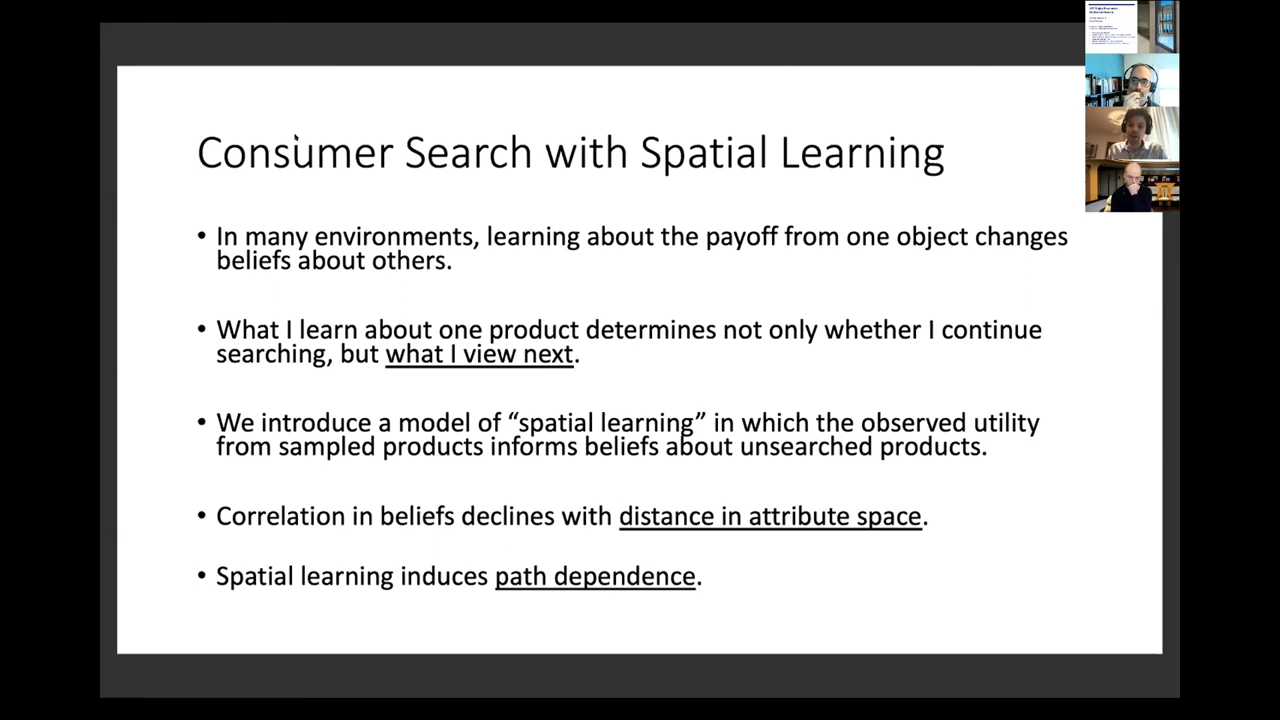 Consumer Search with Spatial Learning
• In many environments, learning about the payoff from one object changes
beliefs about others.
• What I learn about one product determines not only whether I continue
searching, but what I view next.
• We introduce a model of “spatial learning” in which the observed utility
from sampled products informs beliefs about unsearched products.
• Correlation in beliefs declines with distance in attribute space.
• Spatial learning induces path dependence.